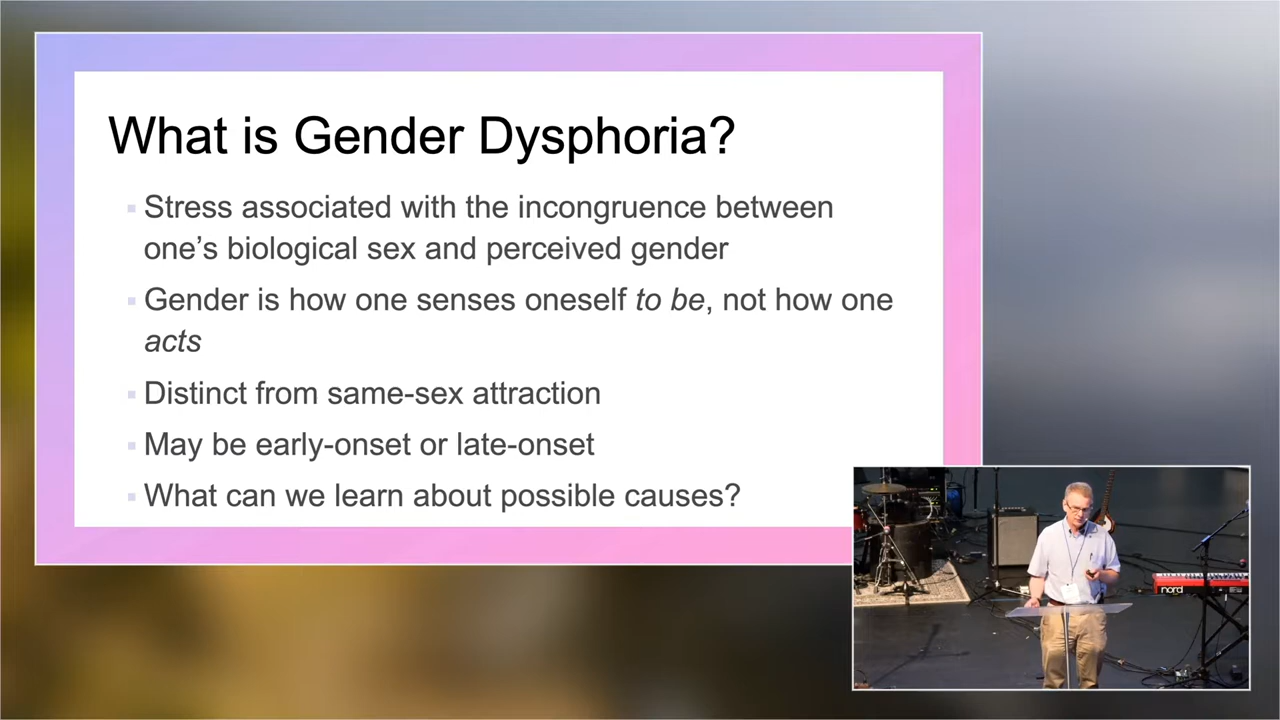 What is Gender Dysphoria?
Stress associated with the incongruence between
one's biological sex and perceived gender
Gender is how one senses oneself to be, not how one
acts
Distinct from same-sex attraction
May be early-onset or late-onset
What can we learn about possible causes?
nord